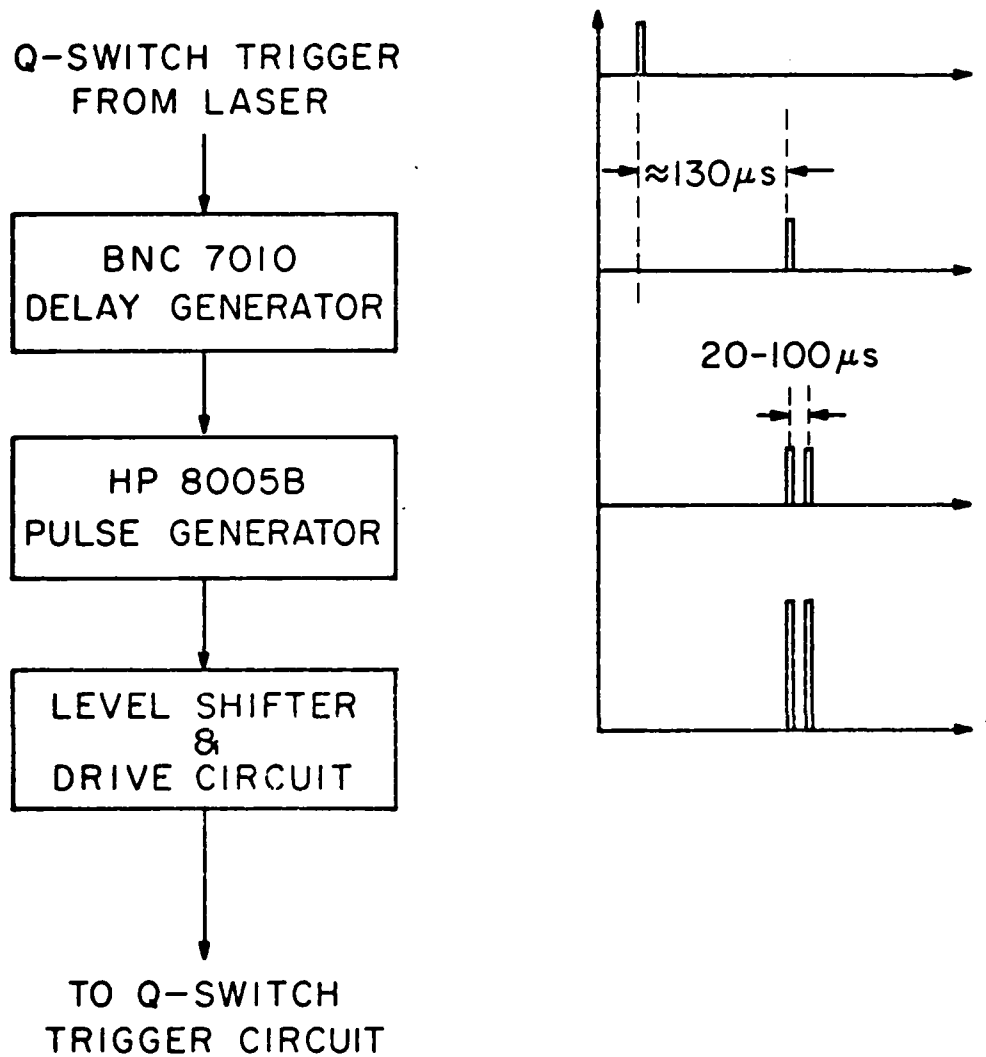 Q-SWITCH TRIGGER
FROM LASER
BNC 7010
DELAY GENERATOR
HP 8005B
PULSE GENERATOR
LEVEL SHIFTER
&
DRIVE CIRCUIT
TO Q-SWITCH
TRIGGER CIRCUIT
≈130μs
20-100μs